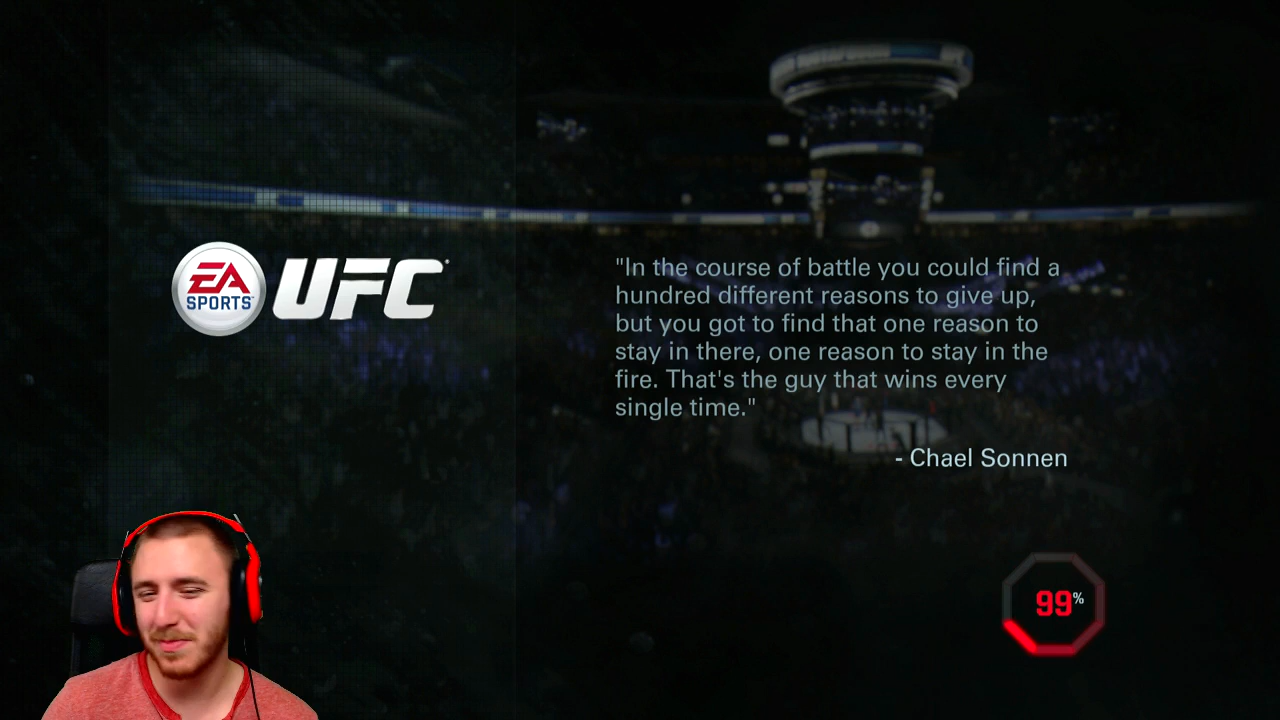 EA
SPORTS
UFC
"In the course of battle you could find a
hundred different reasons to give up,
but you got to find that one reason to
stay in there, one reason to stay in the
fire. That's the guy that wins every
single time."
- Chael Sonnen
99%